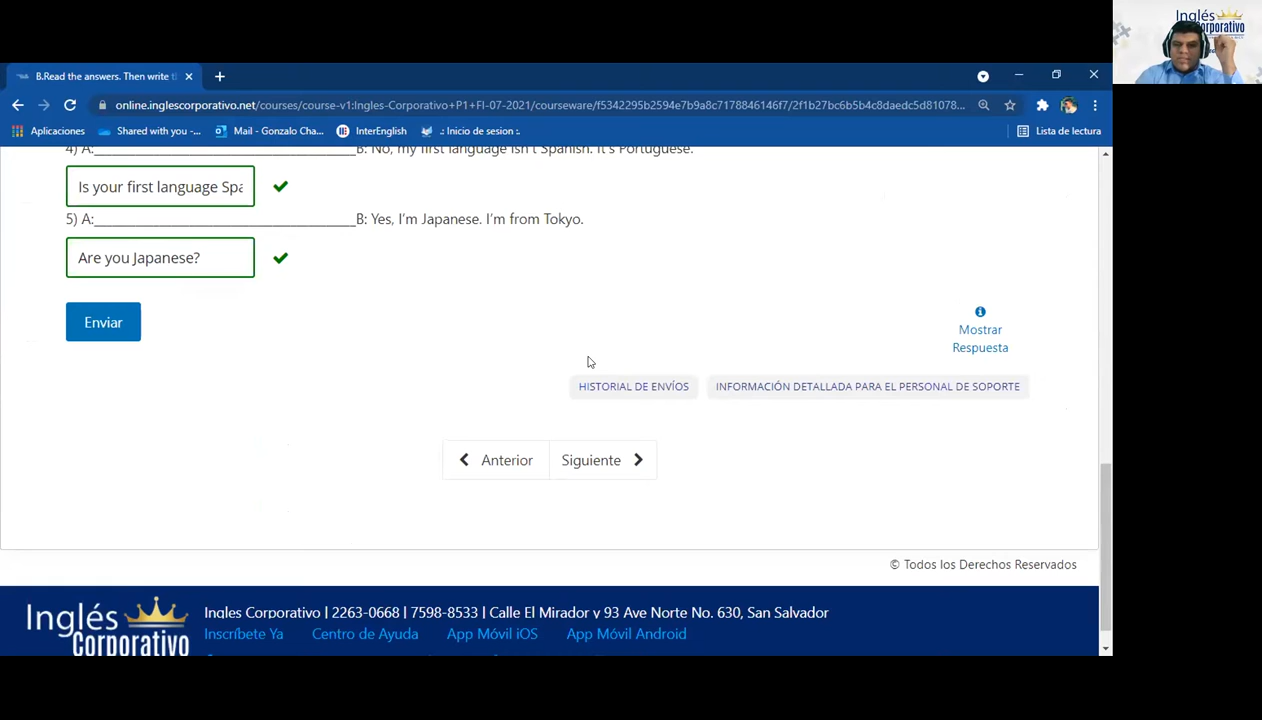 Inglés
Corporativo
B.Read the answers. Then write t
online.inglescorporativo.net/courses/course-v1:Ingles-Corporativo+P1+FI-07-2021/courseware/f5342295b2594e7b9a8c7178846146f7/2f1b27bc6b5b4c8daedc5d81078...
Aplicaciones
Shared with you -...
Mail - Gonzalo Cha...
InterEnglish
.: Inicio de sesion :.
Lista de lectura
4) A:___________________________________B: No, my first language isn't Spanish. It's Portuguese.
Is your first language Spa
5) A:___________________________________B: Yes, I'm Japanese. I'm from Tokyo.
Are you Japanese?
Enviar
Mostrar
Respuesta
HISTORIAL DE ENVÍOS
INFORMACIÓN DETALLADA PARA EL PERSONAL DE SOPORTE
Anterior
Siguiente
© Todos los Derechos Reservados
Inglés
Corporativo
Ingles Corporativo | 2263-0668 | 7598-8533 | Calle El Mirador y 93 Ave Norte No. 630, San Salvador
Inscríbete Ya
Centro de Ayuda
App Móvil iOS
App Móvil Android